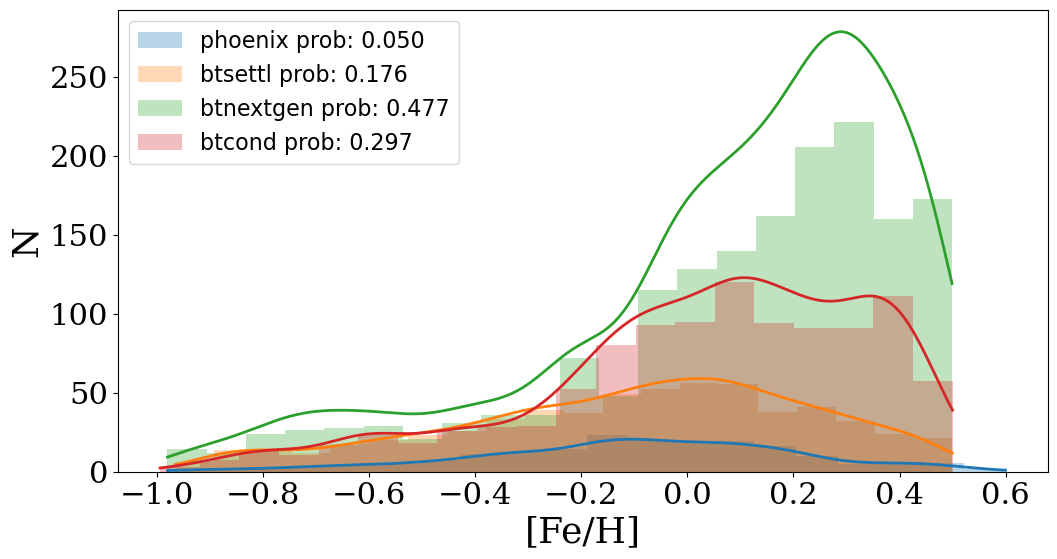 phoenix prob: 0.050
btsettl prob: 0.176
btnextgen prob: 0.477
btcond prob: 0.297
250
200
150
100
50
0
N
−1.0 −0.8 −0.6 −0.4 −0.2 0.0 0.2 0.4 0.6
[Fe/H]